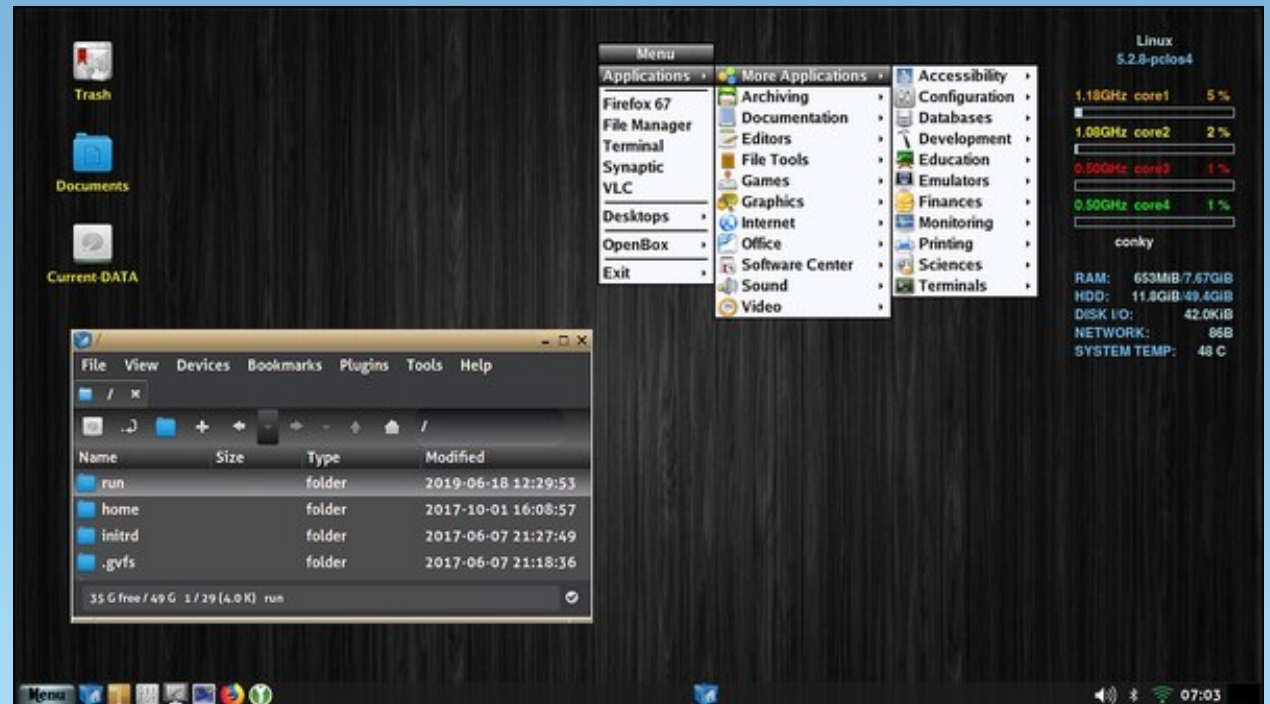 Trash
Documents
Current-DATA
Menu
Applications
Firefox 67
File Manager
Terminal
Synaptic
VLC
Desktops
OpenBox
Exit
More Applications
Archiving
Documentation
Editors
File Tools
Games
Graphics
Internet
Office
Software Center
Sound
Video
Accessibility
Configuration
Databases
Development
Education
Emulators
Finances
Monitoring
Printing
Sciences
Terminals
Linux
5.2.8-pclos4
1.18GHz core1 5 %
1.08GHz core2 2 %
0.50GHz core3 1 %
0.50GHz core4 1 %
conky
RAM: 653MiB/7.67GiB
HDD: 11.8GiB/49.4GiB
DISK I/O: 42.0KiB
NETWORK: 86B
SYSTEM TEMP: 48 C
/
File View Devices Bookmarks Plugins Tools Help
/
/
Name Size Type Modified
run folder 2019-06-18 12:29:53
home folder 2017-10-01 16:08:57
initrd folder 2017-06-07 21:27:49
.gvfs folder 2017-06-07 21:18:36
35 G free / 49 G 1 / 29 (4.0 K) run
Menu
07:03